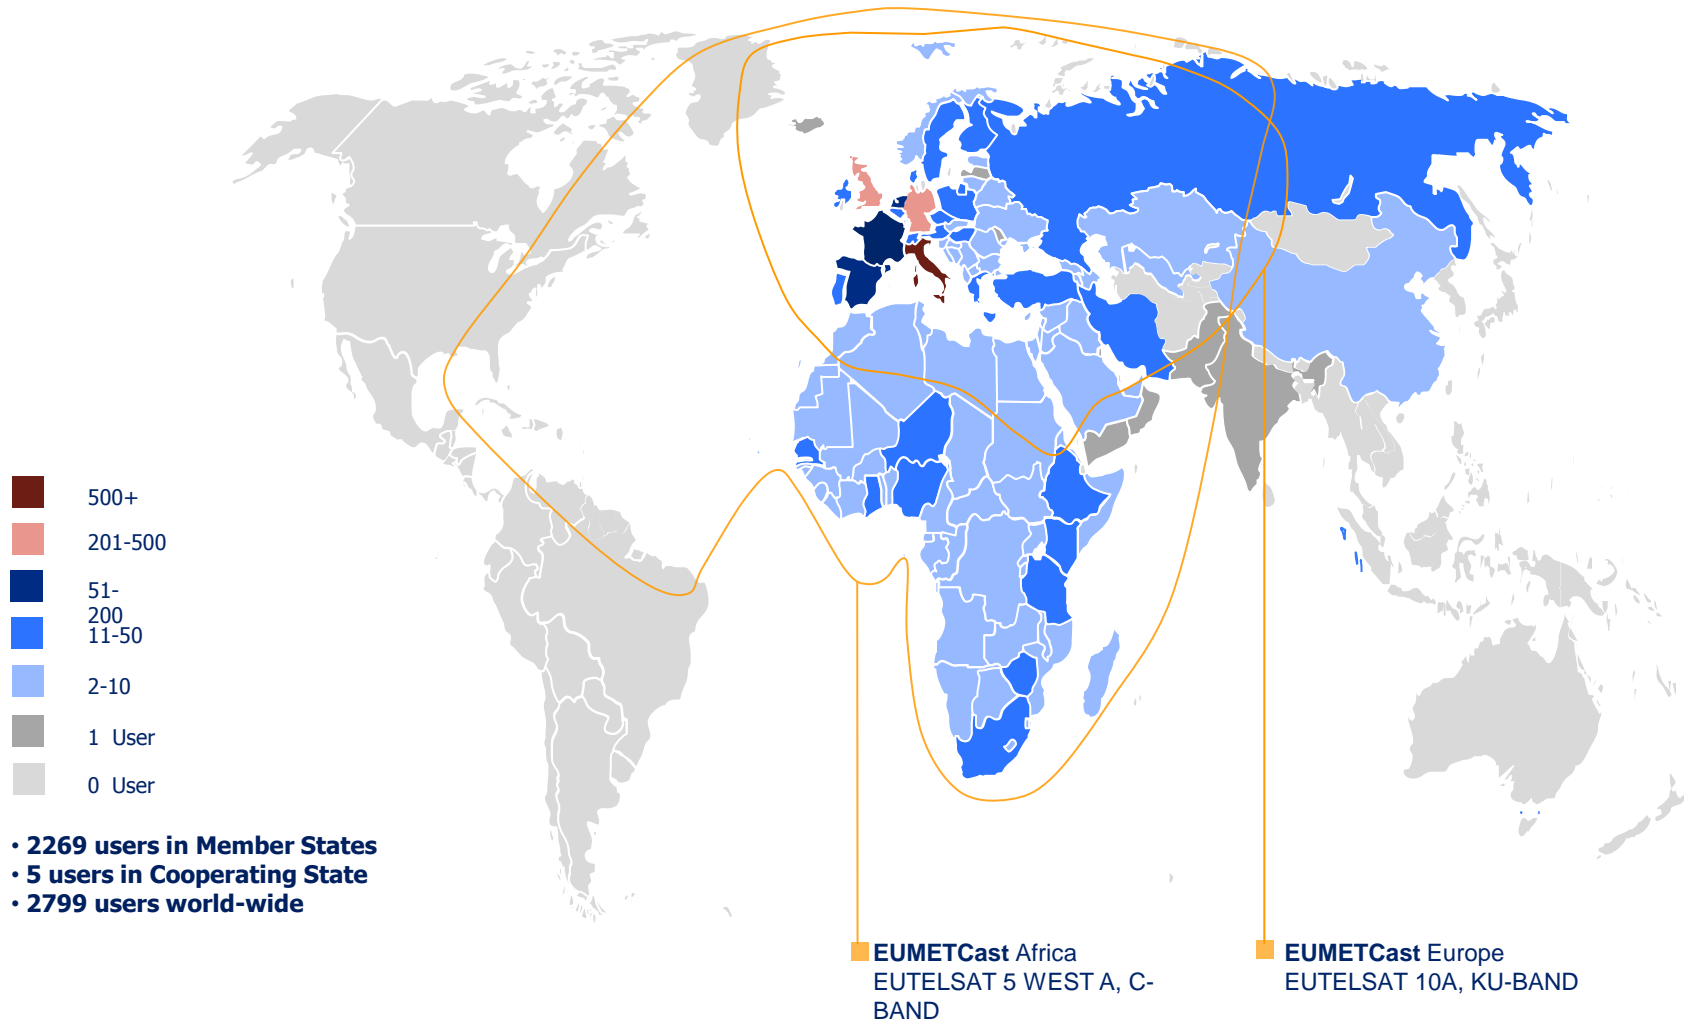 500+
201-500
51-
200
11-50
2-10
1 User
0 User
• 2269 users in Member States
• 5 users in Cooperating State
• 2799 users world-wide
EUMETCast Africa
EUTELSAT 5 WEST A, C-
BAND
EUMETCast Europe
EUTELSAT 10A, KU-BAND